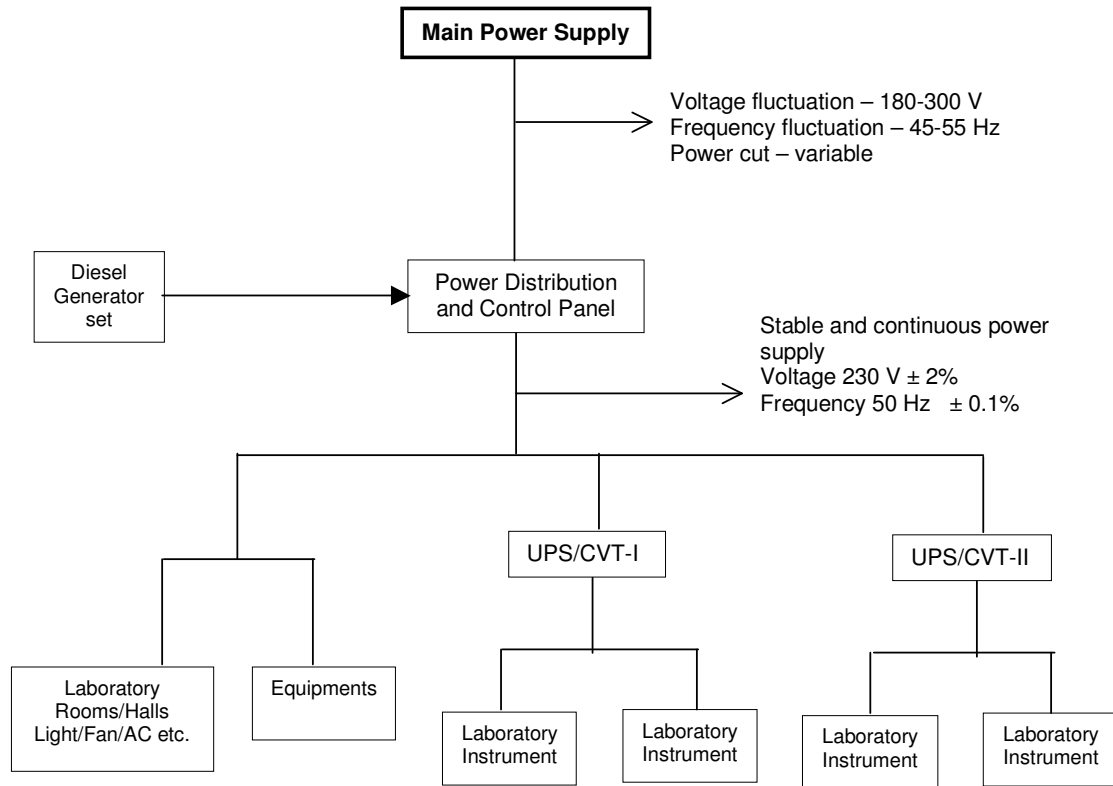 Main Power Supply
Voltage fluctuation – 180-300 V
Frequency fluctuation – 45-55 Hz
Power cut – variable
Diesel
Generator
set
Power Distribution
and Control Panel
Stable and continuous power
supply
Voltage 230 V ± 2%
Frequency 50 Hz ± 0.1%
UPS/CVT-I
UPS/CVT-II
Laboratory
Rooms/Halls
Light/Fan/AC etc.
Equipments
Laboratory
Instrument
Laboratory
Instrument
Laboratory
Instrument
Laboratory
Instrument